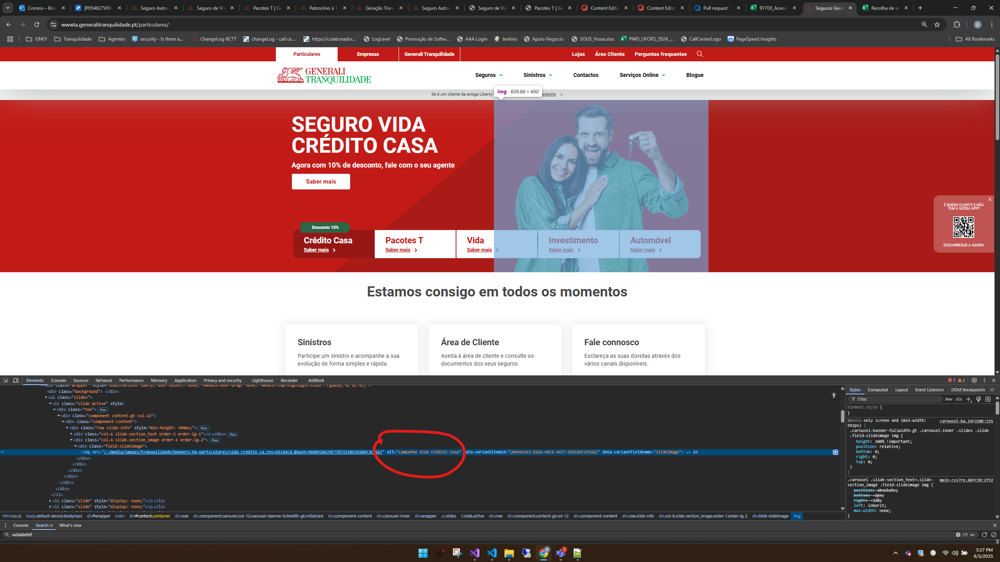 Correio – Brun
[P054627V00-
Seguro Auton
Seguro de Via
Pacotes T | Ge
Patrocínio à Ta
Geração Tranq
Seguro Auton
Seguro de Via
Pacotes T | Ge
Content Edito
Content Edito
Pull request 1
91703_Acessi
Seguros Gene
Recolha de ev
wwwta.generalitranquilidade.pt/particulares/
B
ONEY
Tranquilidade
Agentes
security - Is there a...
ChangeLog-BCTT
changeLog - call ce...
https://colaborador...
LogLevel
Promoção de Softw...
AAA Login
Jenkins
Apoio Negocio
SOUS_Horas.xlsx
PWD_UFORS_2024_...
CallCenterLogo
PageSpeed Insights
All Bookmarks
Particulares
Empresas
Generali Tranquilidade
Lojas
Área Cliente
Perguntas frequentes
GENERALI
TRANQUILIDADE
Seguros
Sinistros
Contactos
Serviços Online
Blogue
Se é um cliente da antiga Liberty
website
img 609.86 × 490
SEGURO VIDA
CRÉDITO CASA
Agora com 10% de desconto, fale com o seu agente
Saber mais
Desconto 10%
Crédito Casa
Saber mais
Pacotes T
Saber mais
Vida
Saber mais
Investimento
Saber mais
Automóvel
Saber mais
É NOSSO CLIENTE E NÃO
TEM A NOSSA APP?
DESCARREGUE-A AGORA!
Estamos consigo em todos os momentos
Sinistros
Participe um sinistro e acompanhe a sua
evolução de forma simples e rápida.
Área de Cliente
Aceda à área de cliente e consulte os
documentos dos seus seguros.
Fale connosco
Esclareça as suas dúvidas através dos
vários canais disponíveis.
Elements
Console
Sources
Network
Performance
Memory
Application
Privacy and security
Lighthouse
Recorder
AdBlock
7
2
<div class="wrapper" style="touch-action: pan-y; user-select: none; -webkit-user-drag: none; -webkit-tap-highlight-color: rgba(0, 0, 0, 0);">
<div class="background"> </div>
<ul class="slides">
<li class="slide active" style>
<div class="row"> flex
<div class="component content-gt col-12">
<div class="component-content">
<div class="row slide-info" style="min-height: 490px;"> flex
<div class="col-6 slide-section_text order-2 order-lg-1"> ... </div> flex
<div class="col-6 slide-section_image order-1 order-lg-2"> flex
<div class="field-slideimage">
<img src="/-/media/images/tranquilidade/banners-hp-particulares/vida credito ca…rev=911a9cd…&hash=988B91B639E77D723105265B6F3C 667" alt="Campanha Vida Crédito Casa" ata-variantitemid="{04A9A163-8166-46CE-A477-5D9189C2FE68}" data-variantfieldname="SlideImage"> == $0
</div>
</div>
</div>
</div>
</div>
</div>
</li>
<li class="slide" style="display: none;"> ... </li>
<li class="slide" style="display: none;"> ... </li>
Styles
Computed
Layout
Event Listeners
DOM Breakpoints
Filter
:hov .cls
element.style {
}
@media only screen and (min-width: carousel-ba…1AF220E:225
992px) {
.carousel-banner-fullwidth-gt .carousel-inner .slides .slide
.field-slideimage img {
height: 100% !important;
position: relative;
bottom: 0;
right: 0;
top: 0;
}
}
.carousel .slide-section_text+.slide- main.css?re…6DFC2B:2752
section_image .field-slideimage img {
position: absolute;
bottom: -2px;
right: -32%;
left: inherit;
max-width: none;
}
html.no-js body.default-device.bodyclass div#wrapper main div#content.container div.row div.component.carousel.col-12.carousel-banner-fullwidth-gt.initialized div.component-content div.carousel-inner div.wrapper ul.slides li.slide.active div.row div.component.content-gt.col-12 div.component-content div.row.slide-info div.col-6.slide-section_image.order-1.order-lg-2 div.field-slideimage img
Console
Search
What's new
validateNif
(.*) Aa
3
3:27 PM
6/5/2025